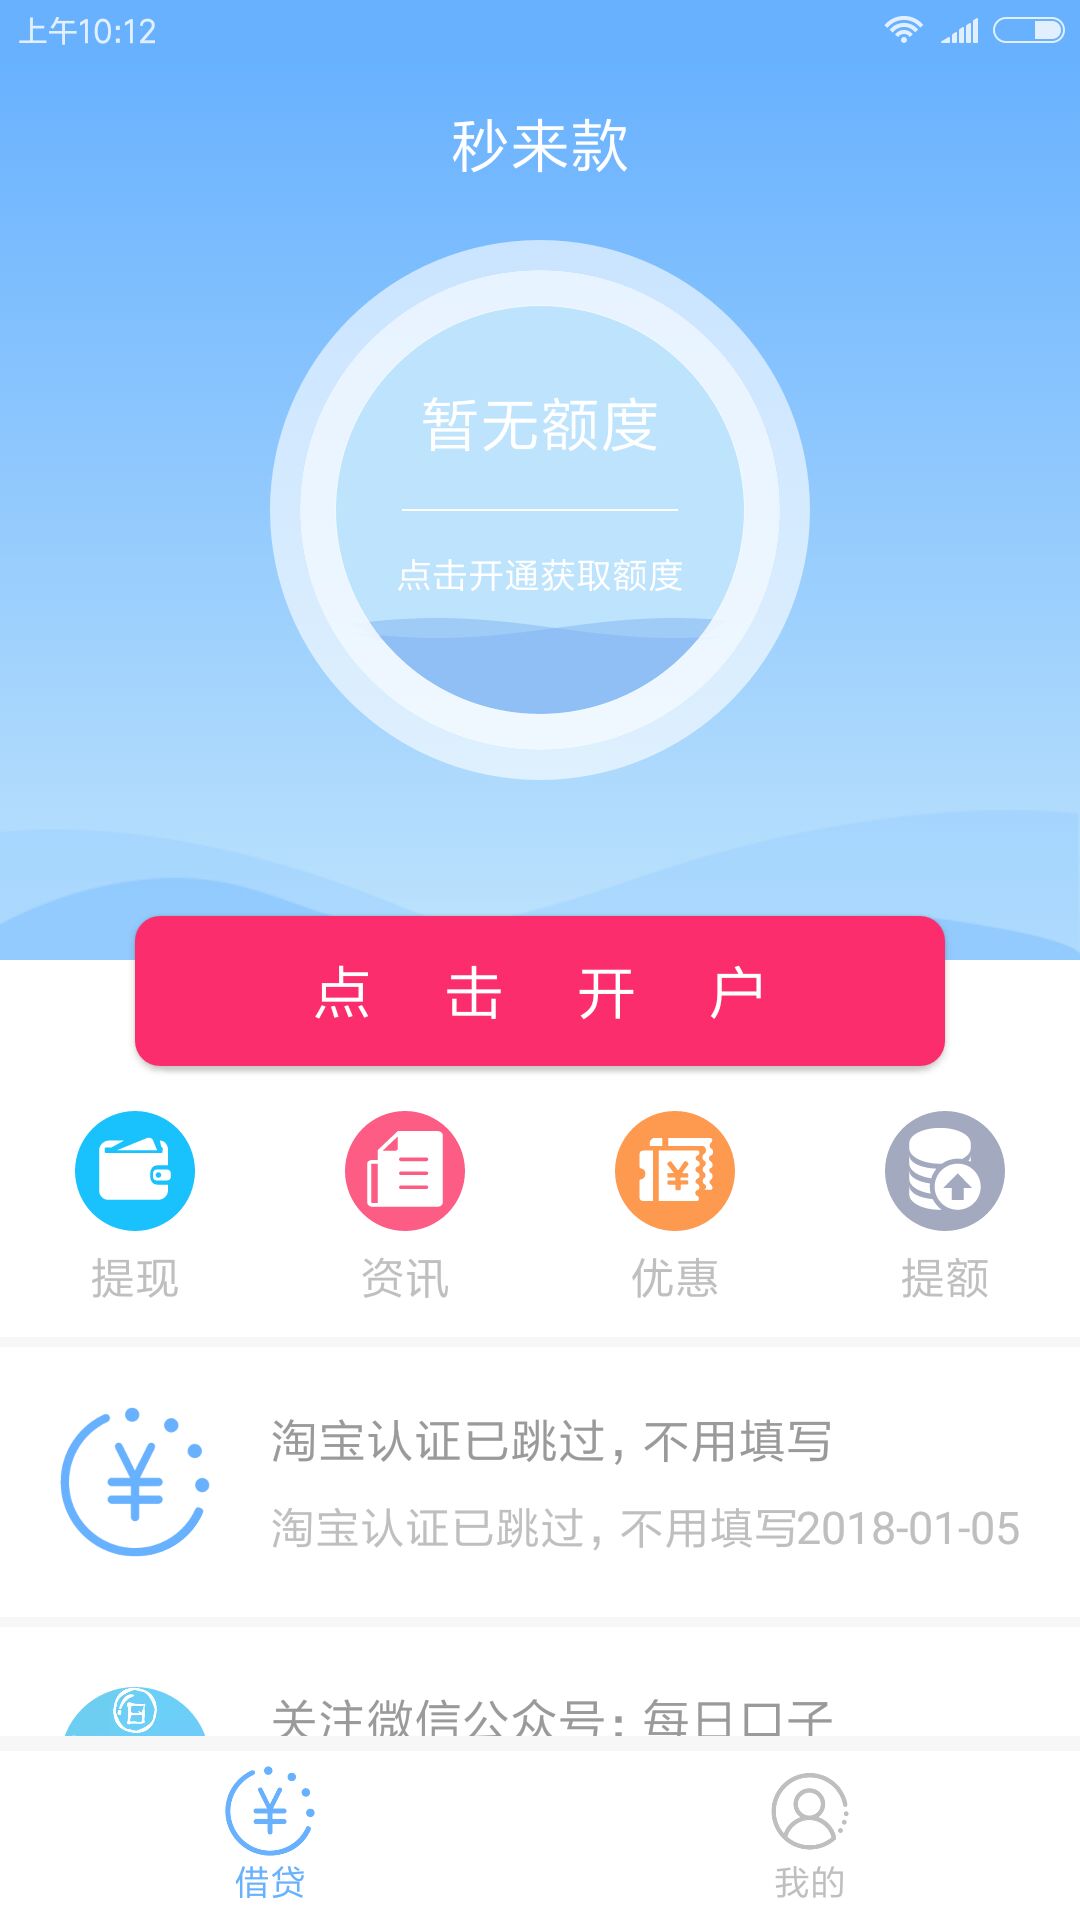 上午10:12
秒来款
暂无额度
点击开通获取额度
点 击 开 户
提现
资讯
优惠
提额
淘宝认证已跳过，不用填写
淘宝认证已跳过，不用填写2018-01-05
关注微信公众号：每日口子
借贷
我的